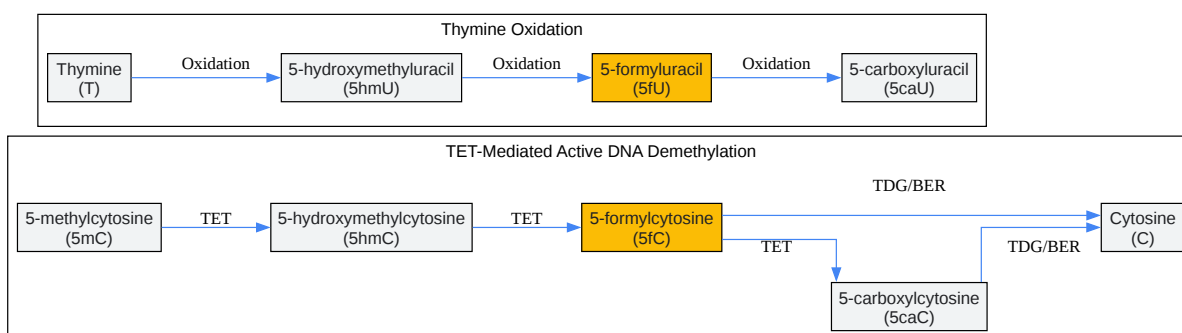 Thymine Oxidation
Thymine
(T)
Oxidation
5-hydroxymethyluracil
(5hmU)
Oxidation
5-formyluracil
(5fU)
Oxidation
5-carboxyluracil
(5caU)
TET-Mediated Active DNA Demethylation
5-methylcytosine
(5mC)
TET
5-hydroxymethylcytosine
(5hmC)
TET
5-formylcytosine
(5fC)
TDG/BER
Cytosine
(C)
TET
5-carboxylcytosine
(5caC)
TDG/BER